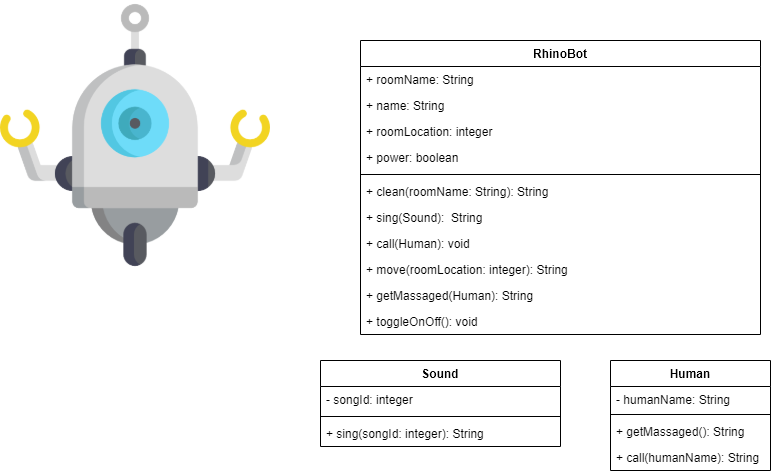 RhinoBot
+ roomName: String
+ name: String
+ roomLocation: integer
+ power: boolean
+ clean(roomName: String): String
+ sing(Sound):  String
+ call(Human): void
+ move(roomLocation: integer): String
+ getMassaged(Human): String
+ toggleOnOff(): void
Sound
- songId: integer
+ sing(songId: integer): String
Human
- humanName: String
+ getMassaged(): String
+ call(humanName): String